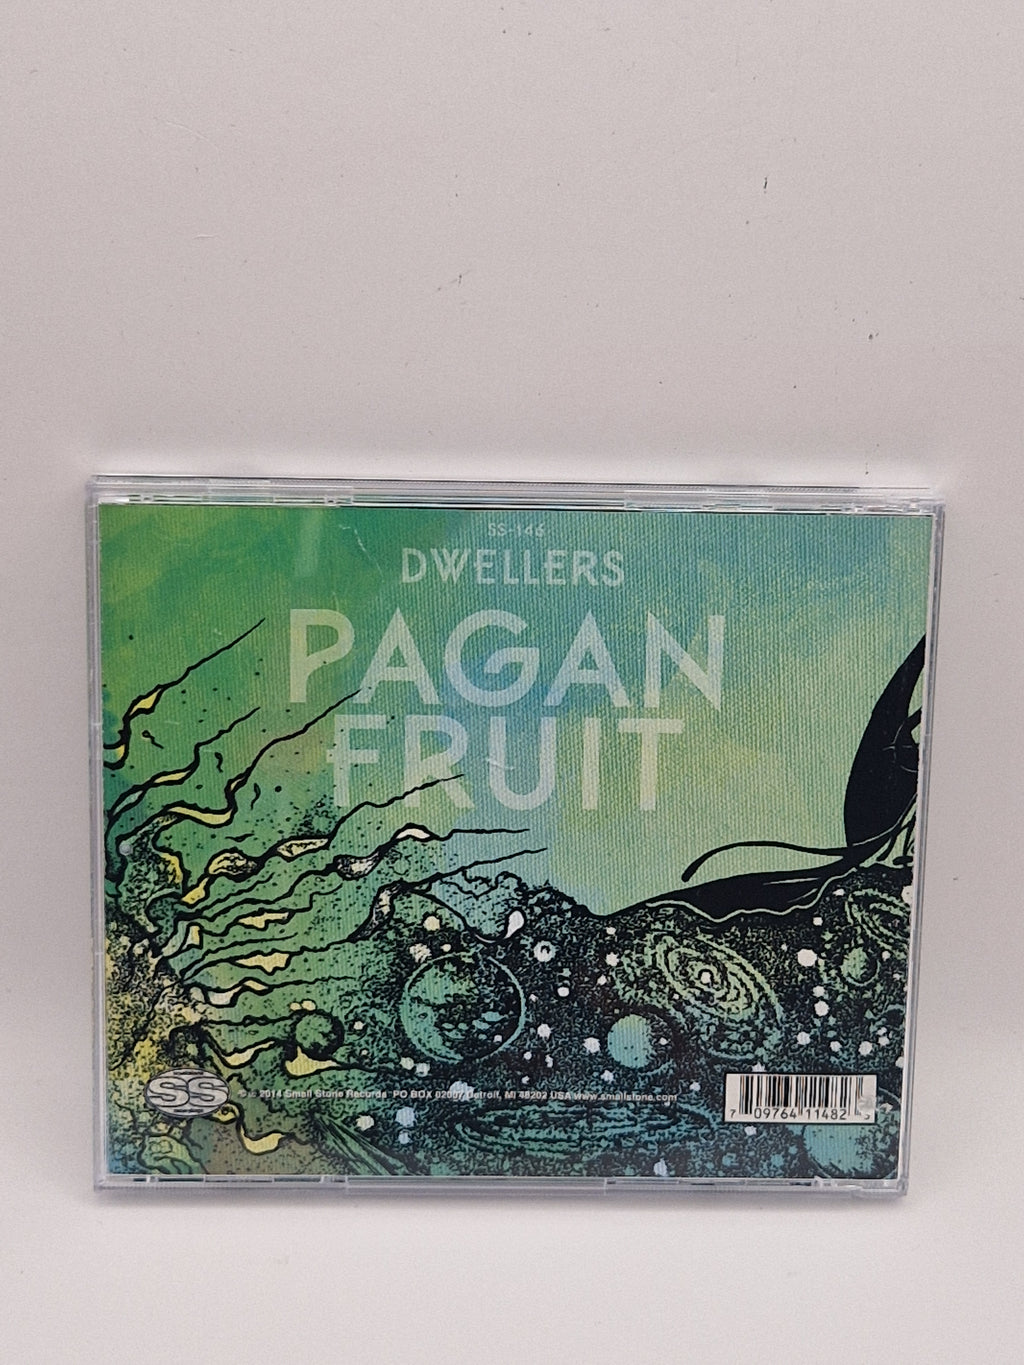 SS-146
DWELLERS
PAGAN
FRUIT
SS
© ℗ 2014 Small Stone Records PO BOX 02007 Detroit, MI 48202 USA www.smallstone.com
7 09764 11482